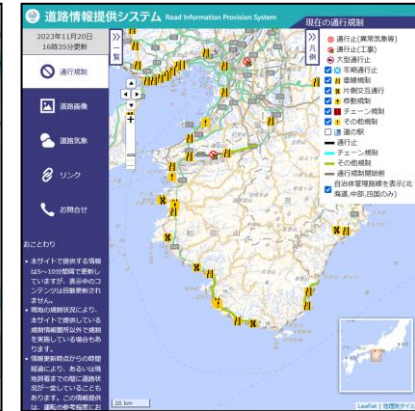 道路情報提供システム Road Information Provision System
2023年11月20日
16時35分更新
通行規制
道路画像
道路気象
リンク
お問合せ
おことわり
• 本サイトで提供する情報
は5～10分間隔で更新し
ていますが、表示中のコ
ンテンツは自動更新され
ません。
• 現地の規制状況により、
本サイトで提供している
規制情報箇所以外で規制
を実施している場合もあ
ります。
• 情報更新時点からの時間
経過により、あるいは現
地到着までの間に道路状
況が一変していることも
あります。この情報提供
は、運転の参考程度にお
一覧
凡例
現在の通行規制
通行止(異常気象等)
通行止(工事)
大型通行止
冬期通行止
車線規制
片側交互通行
移動規制
チェーン規制
その他規制
道の駅
通行止
チェーン規制
その他規制
通行規制開始前
自治体管理路線を表示(北
海道,中部,四国のみ)
20 km
Leaflet | 地理院タイル